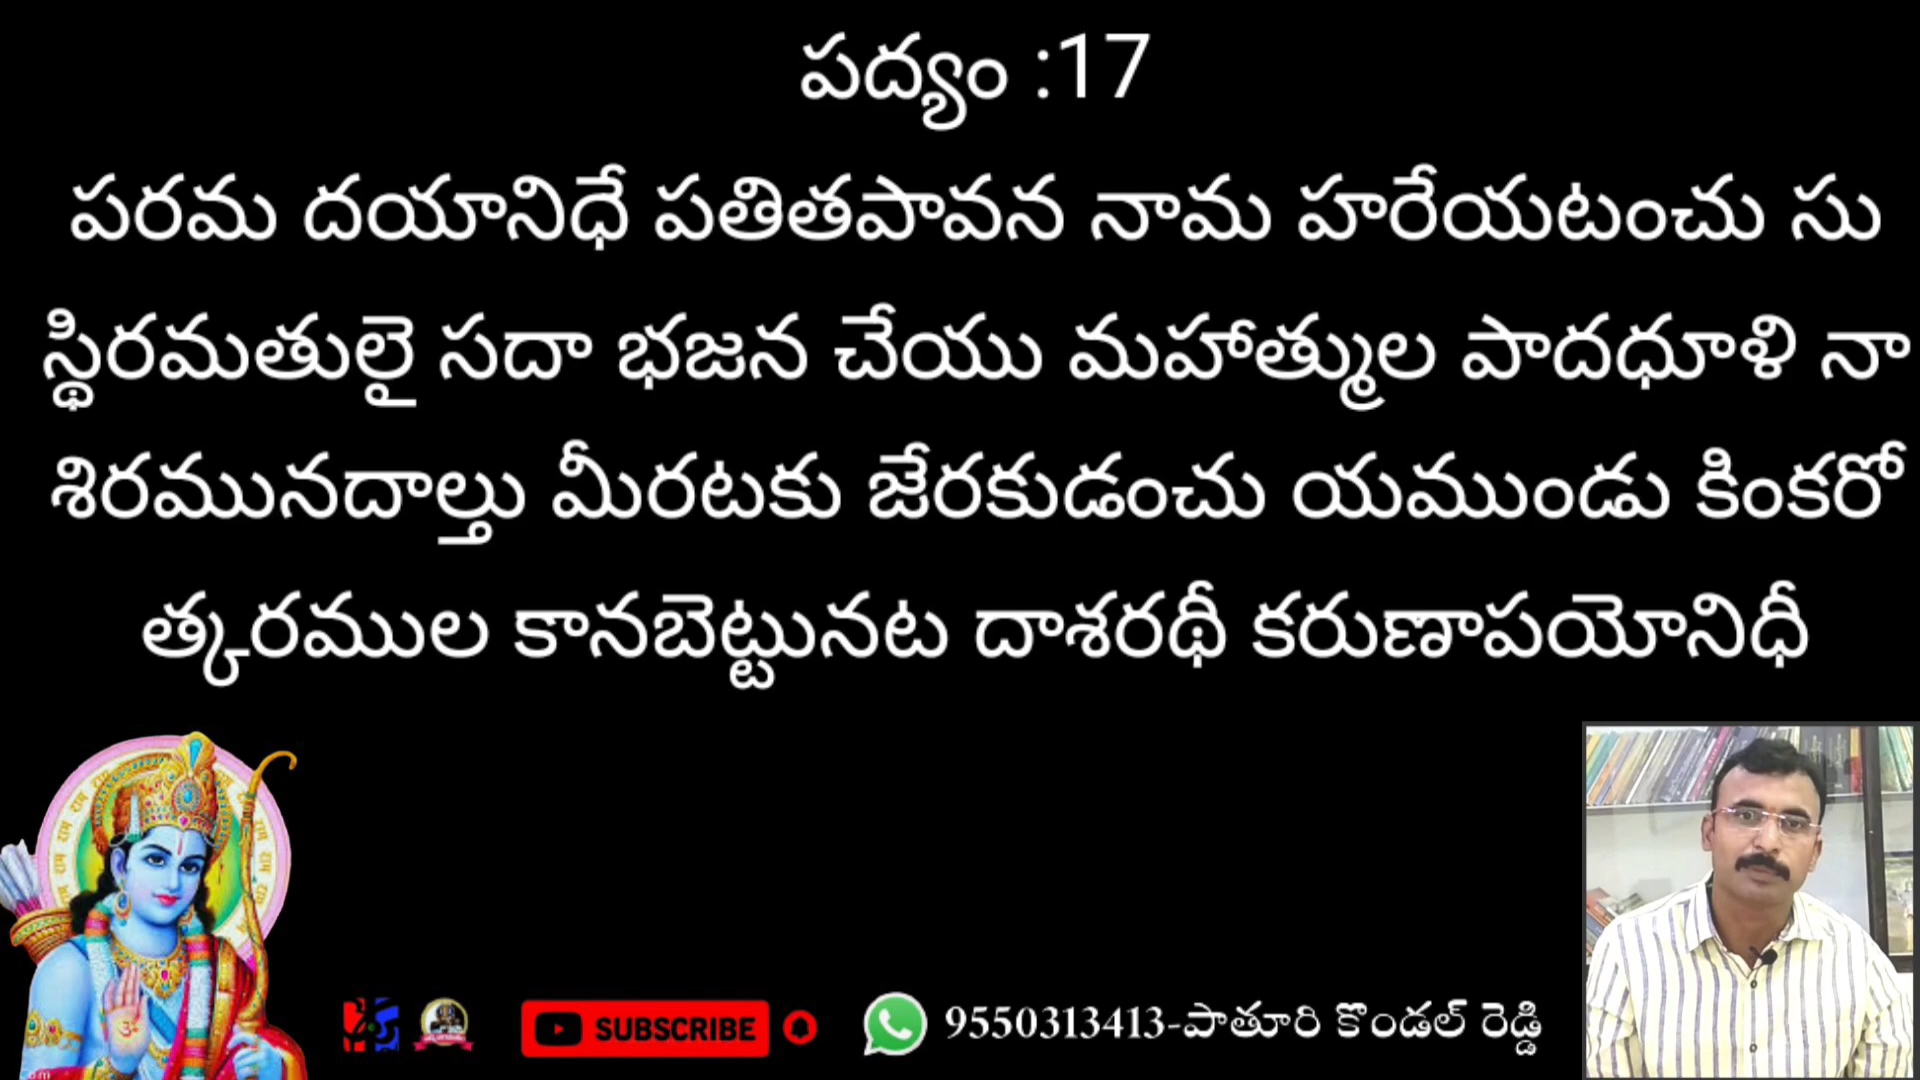 పద్యం :17
పరమ దయానిధే పతితపావన నామ హరేయటంచు సు
స్థిరమతులై సదా భజన చేయు మహాత్ముల పాదధూళి నా
శిరమునదాల్తు మీరటకు జేరకుడంచు యముండు కింకరో
త్కరముల కానబెట్టునట దాశరథీ కరుణాపయోనిధీ
SUBSCRIBE
9550313413-పాతూరి కొండల్ రెడ్డి